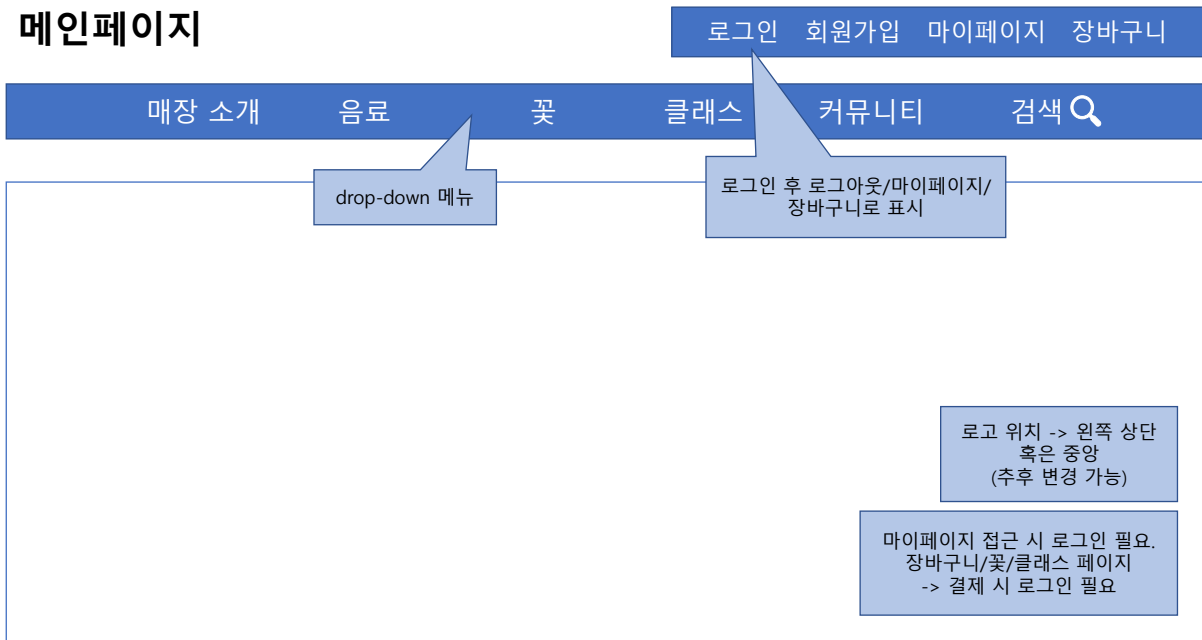 메인페이지
로그인 회원가입 마이페이지 장바구니
매장 소개 음료 꽃 클래스 커뮤니티 검색
drop-down 메뉴
로그인 후 로그아웃/마이페이지/
장바구니로 표시
로고 위치 -> 왼쪽 상단
혹은 중앙
(추후 변경 가능)
마이페이지 접근 시 로그인 필요.
장바구니/꽃/클래스 페이지
-> 결제 시 로그인 필요